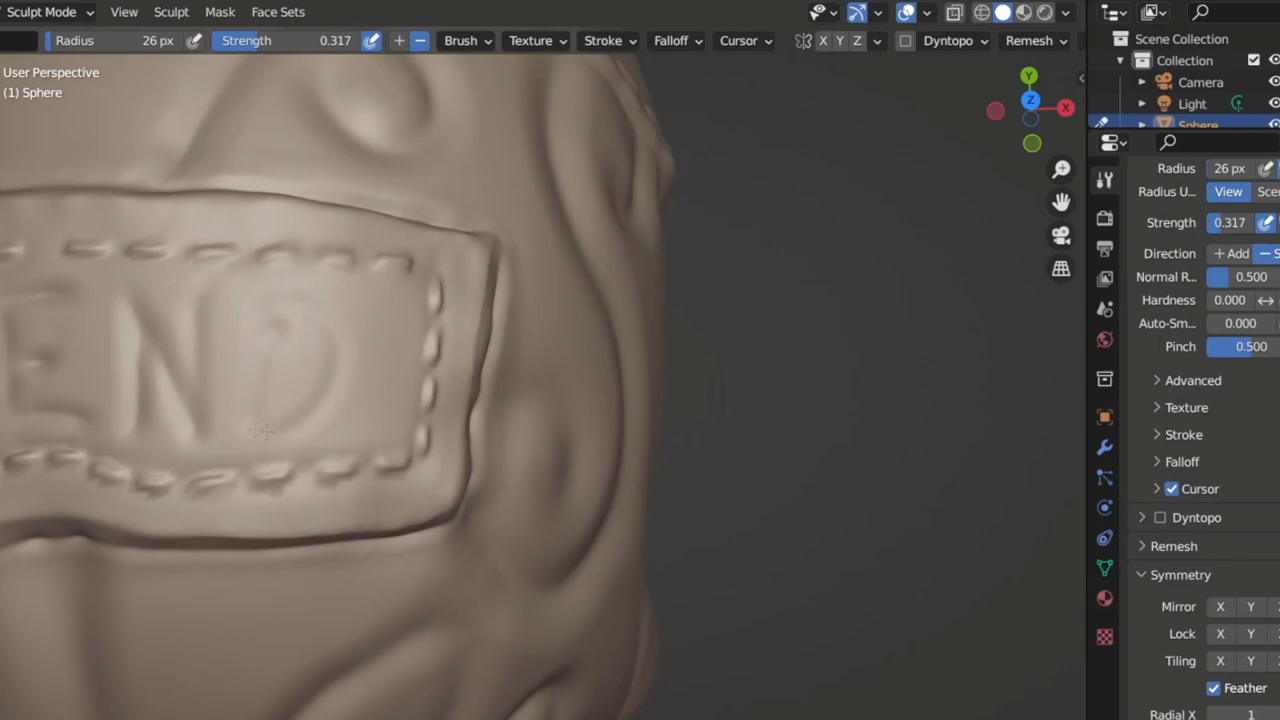 Sculpt Mode View Sculpt Mask Face Sets
Radius 26 px Strength 0.317 Brush Texture Stroke Falloff Cursor X Y Z Dyntopo Remesh
User Perspective
(1) Sphere
Y
Z X
END
Scene Collection
Collection
Camera
Light
Sphere
Radius 26 px
Radius U... View Sce
Strength 0.317
Direction + Add — S
Normal R... 0.500
Hardness 0.000
Auto-Sm... 0.000
Pinch 0.500
Advanced
Texture
Stroke
Falloff
Cursor
Dyntopo
Remesh
Symmetry
Mirror X Y
Lock X Y
Tiling X Y
Feather
Radial X 1